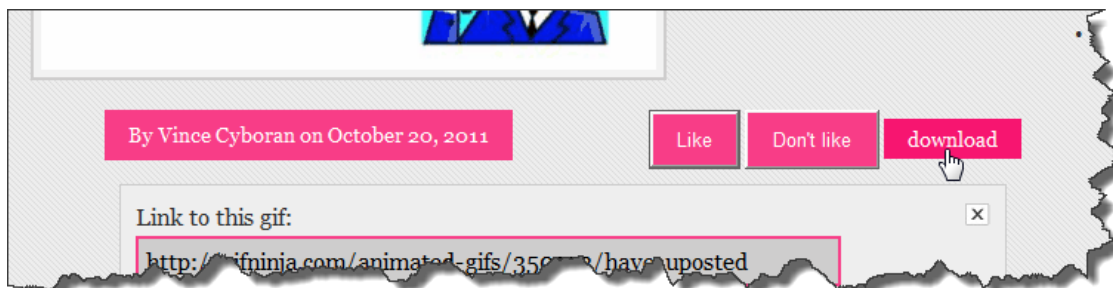 By Vince Cyboran on October 20, 2011
Like
Don't like
download
Link to this gif:
x